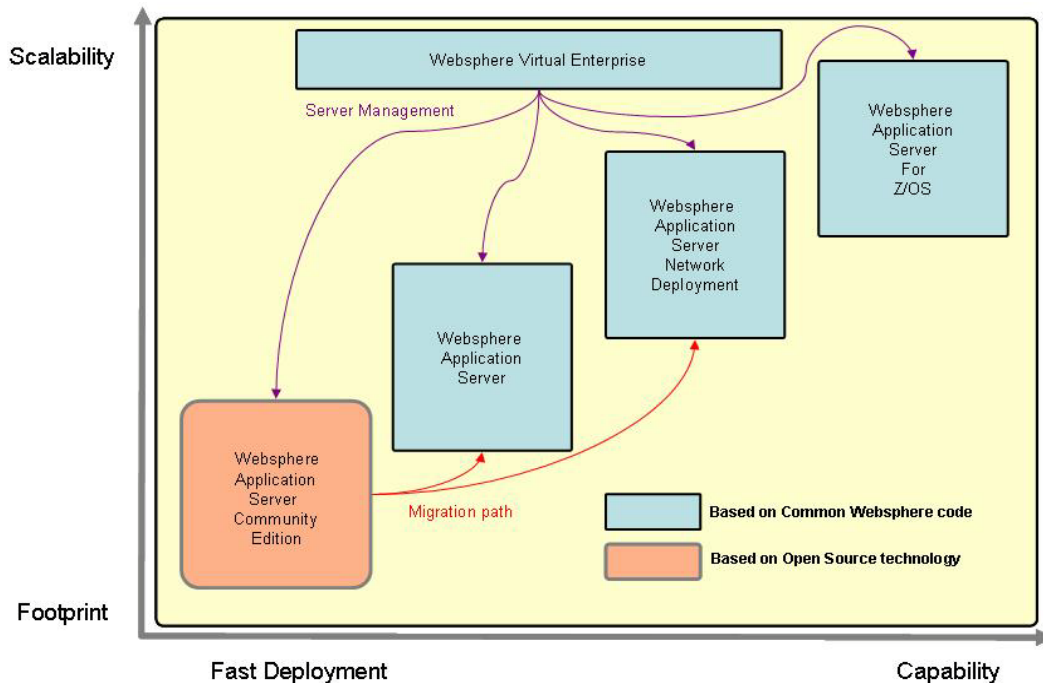 Scalability
Websphere Virtual Enterprise
Server Management
Websphere
Application
Server
For
Z/OS
Websphere
Application
Server
Network
Deployment
Websphere
Application
Server
Websphere
Application
Server
Community
Edition
Migration path
Based on Common Websphere code
Based on Open Source technology
Footprint
Fast Deployment
Capability